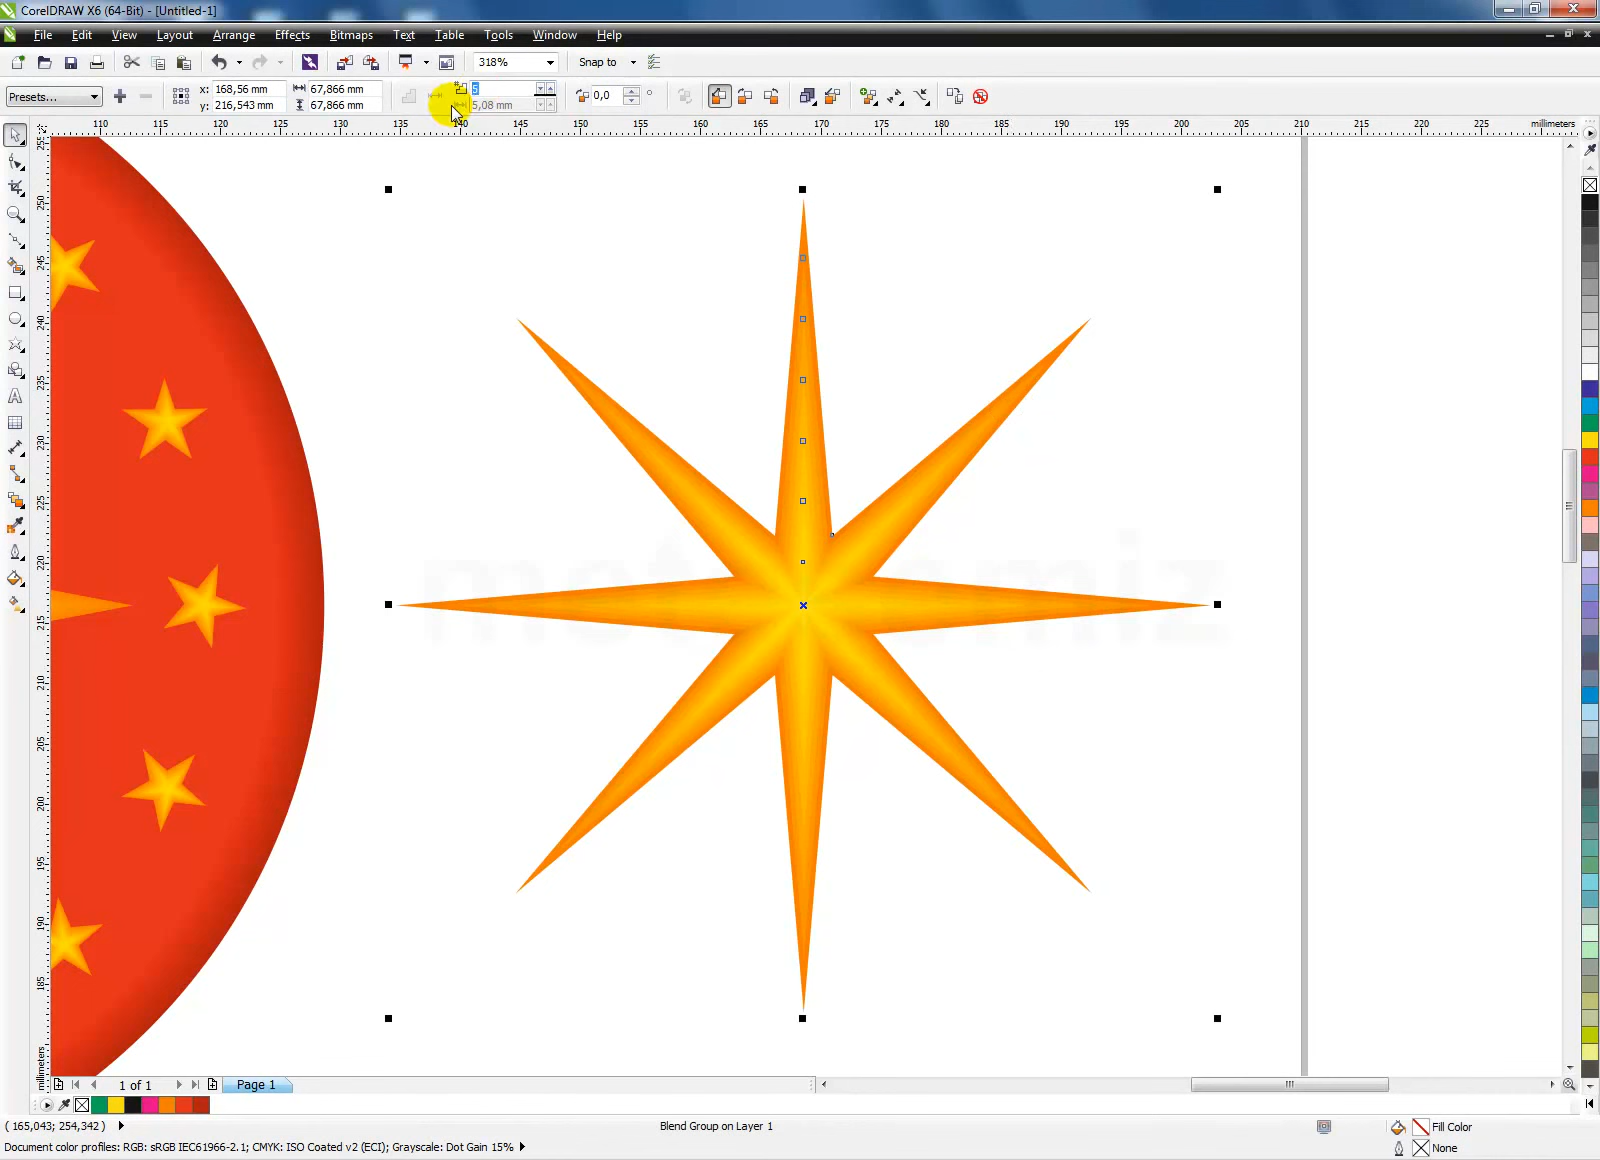 CorelDRAW X6 (64-Bit) - [Untitled-1]
File Edit View Layout Arrange Effects Bitmaps Text Table Tools Window Help
318% Snap to
Presets... x: 168,56 mm 67,866 mm 5 0,0 °
y: 216,543 mm 67,866 mm 5,08 mm
110 115 120 125 130 135 140 145 150 155 160 165 170 175 180 185 190 195 200 205 210 215 220 225 millimeters
255
250
245
240
235
230
225
220
215
210
205
200
195
190
185
millimeters
1 of 1 Page 1
( 165,043; 254,342 ) Blend Group on Layer 1 Fill Color
Document color profiles: RGB: sRGB IEC61966-2.1; CMYK: ISO Coated v2 (ECI); Grayscale: Dot Gain 15% None